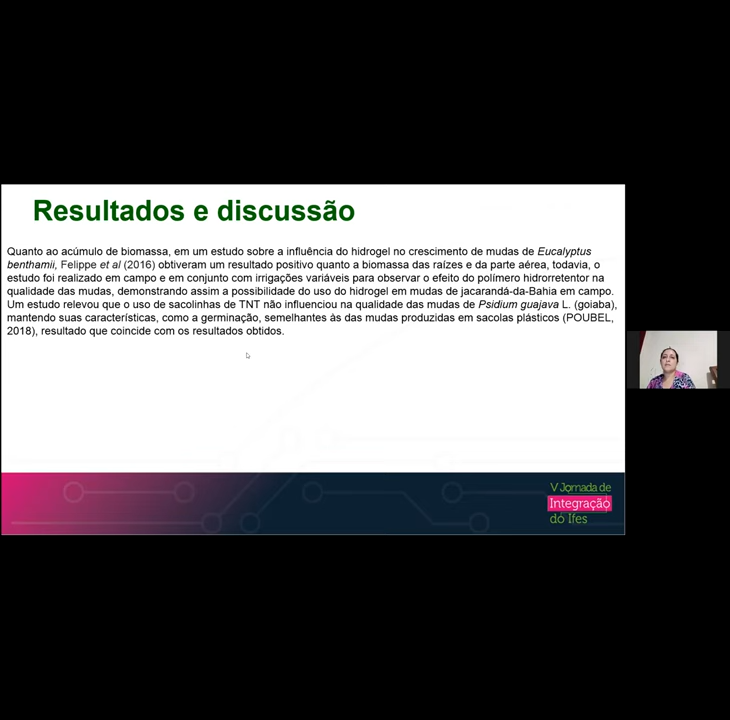 Resultados e discussão
Quanto ao acúmulo de biomassa, em um estudo sobre a influência do hidrogel no crescimento de mudas de Eucalyptus
benthamii, Felippe et al (2016) obtiveram um resultado positivo quanto a biomassa das raízes e da parte aérea, todavia, o
estudo foi realizado em campo e em conjunto com irrigações variáveis para observar o efeito do polímero hidrorretentor na
qualidade das mudas, demonstrando assim a possibilidade do uso do hidrogel em mudas de jacarandá-da-Bahia em campo.
Um estudo relevou que o uso de sacolinhas de TNT não influenciou na qualidade das mudas de Psidium guajava L. (goiaba),
mantendo suas características, como a germinação, semelhantes às das mudas produzidas em sacolas plásticos (POUBEL,
2018), resultado que coincide com os resultados obtidos.
V Jornada de
Integração
do Ifes